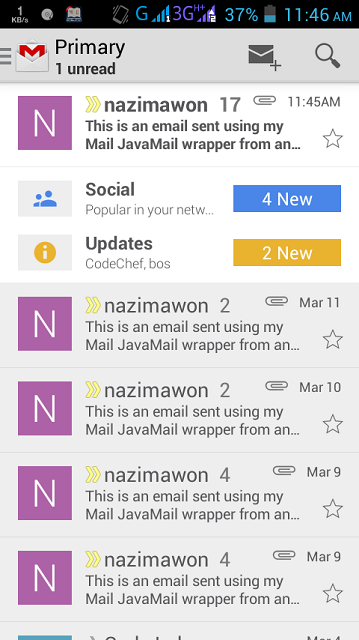 1
KB/s
G 3G H+ 37% 11:46 AM
Primary
1 unread
N
nazimawon 17 11:45AM
This is an email sent using my
Mail JavaMail wrapper from an…
Social
Popular in your netw…
4 New
Updates
CodeChef, bos
2 New
N
nazimawon 2 Mar 11
This is an email sent using my
Mail JavaMail wrapper from an…
N
nazimawon 2 Mar 10
This is an email sent using my
Mail JavaMail wrapper from an…
N
nazimawon 4 Mar 9
This is an email sent using my
Mail JavaMail wrapper from an…
N
nazimawon 4 Mar 9
This is an email sent using my
Mail JavaMail wrapper from an…